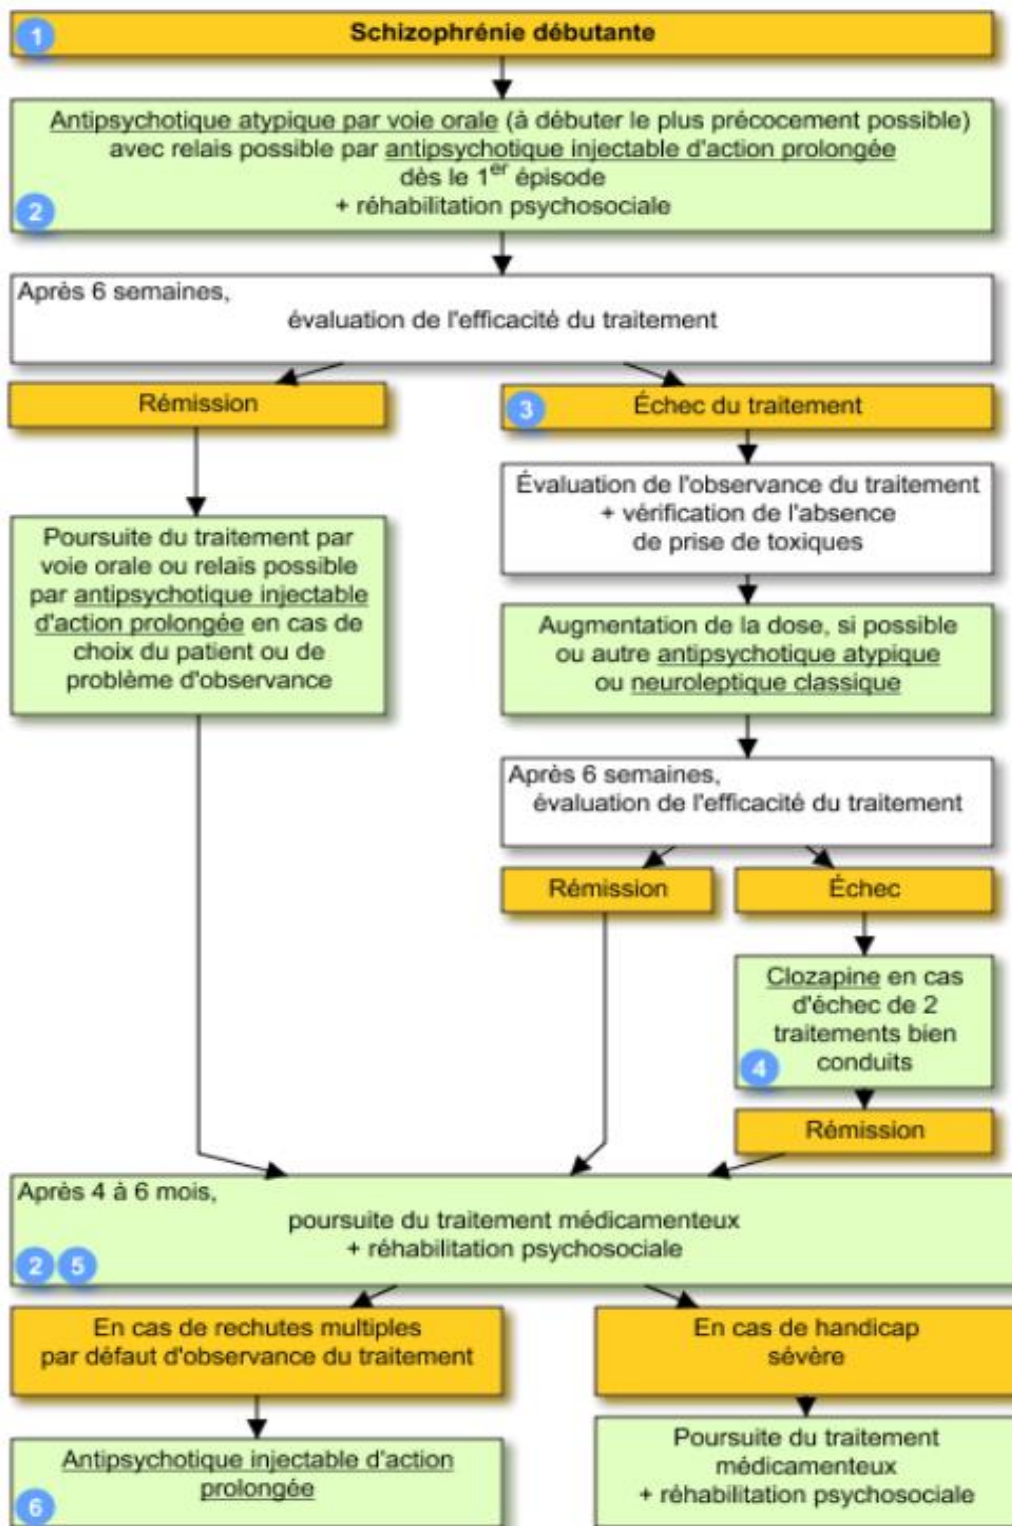 1
Schizophrénie débutante
Antipsychotique atypique par voie orale (à débuter le plus précocement possible)
avec relais possible par antipsychotique injectable d'action prolongée
dès le 1er épisode
+ réhabilitation psychosociale
2
Après 6 semaines,
évaluation de l'efficacité du traitement
Rémission
3
Échec du traitement
Évaluation de l'observance du traitement
+ vérification de l'absence
de prise de toxiques
Poursuite du traitement par
voie orale ou relais possible
par antipsychotique injectable
d'action prolongée en cas de
choix du patient ou de
problème d'observance
Augmentation de la dose, si possible
ou autre antipsychotique atypique
ou neuroleptique classique
Après 6 semaines,
évaluation de l'efficacité du traitement
Rémission
Échec
Clozapine en cas
d'échec de 2
traitements bien
conduits
4
Rémission
Après 4 à 6 mois,
poursuite du traitement médicamenteux
+ réhabilitation psychosociale
2 5
En cas de rechutes multiples
par défaut d'observance du traitement
En cas de handicap
sévère
Antipsychotique injectable d'action
prolongée
6
Poursuite du traitement
médicamenteux
+ réhabilitation psychosociale